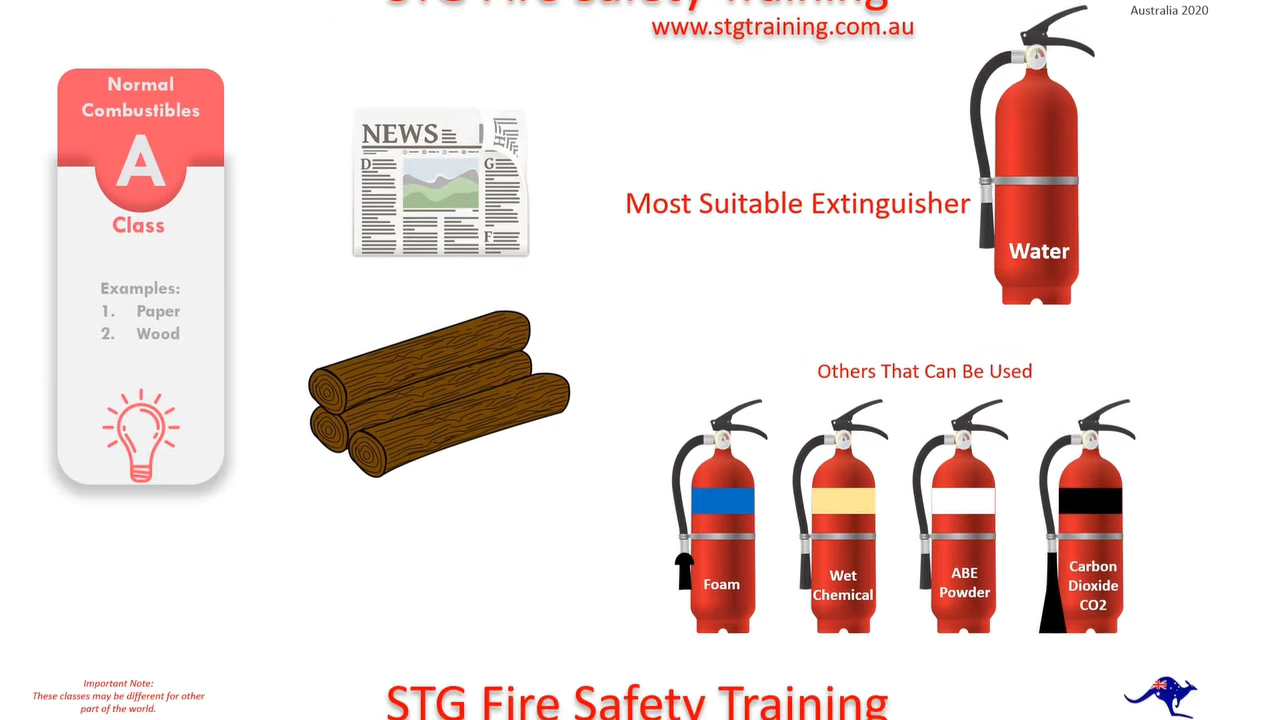 STG Fire Safety Training
www.stgtraining.com.au
Australia 2020
Normal
Combustibles
A
Class
Examples:
1. Paper
2. Wood
NEWS
D
G
H
F
Most Suitable Extinguisher
Water
Others That Can Be Used
Foam
Wet
Chemical
ABE
Powder
Carbon
Dioxide
CO2
Important Note:
These classes may be different for other
part of the world.
STG Fire Safety Training